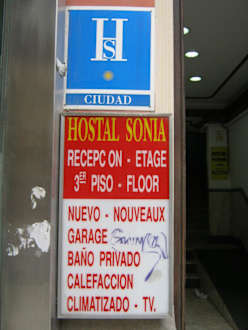 HS
CIUDAD
HOSTAL SONIA
RECEPC ON - ETAGE
3ER PISO - FLOOR
NUEVO - NOUVEAUX
GARAGE
BAÑO PRIVADO
CALEFACCION
CLIMATIZADO - TV.